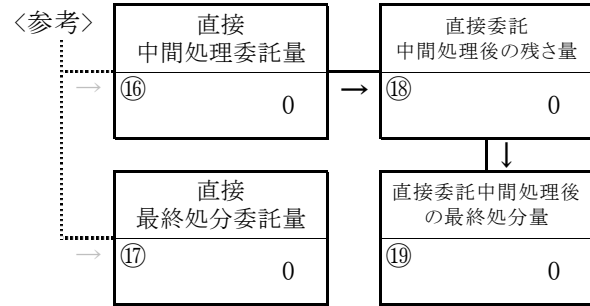 〈参考〉
直接
中間処理委託量
→
⑯
0
→
直接委託
中間処理後の残さ量
⑱
0
↓
直接
最終処分委託量
→
⑰
0
直接委託中間処理後
の最終処分量
⑲
0